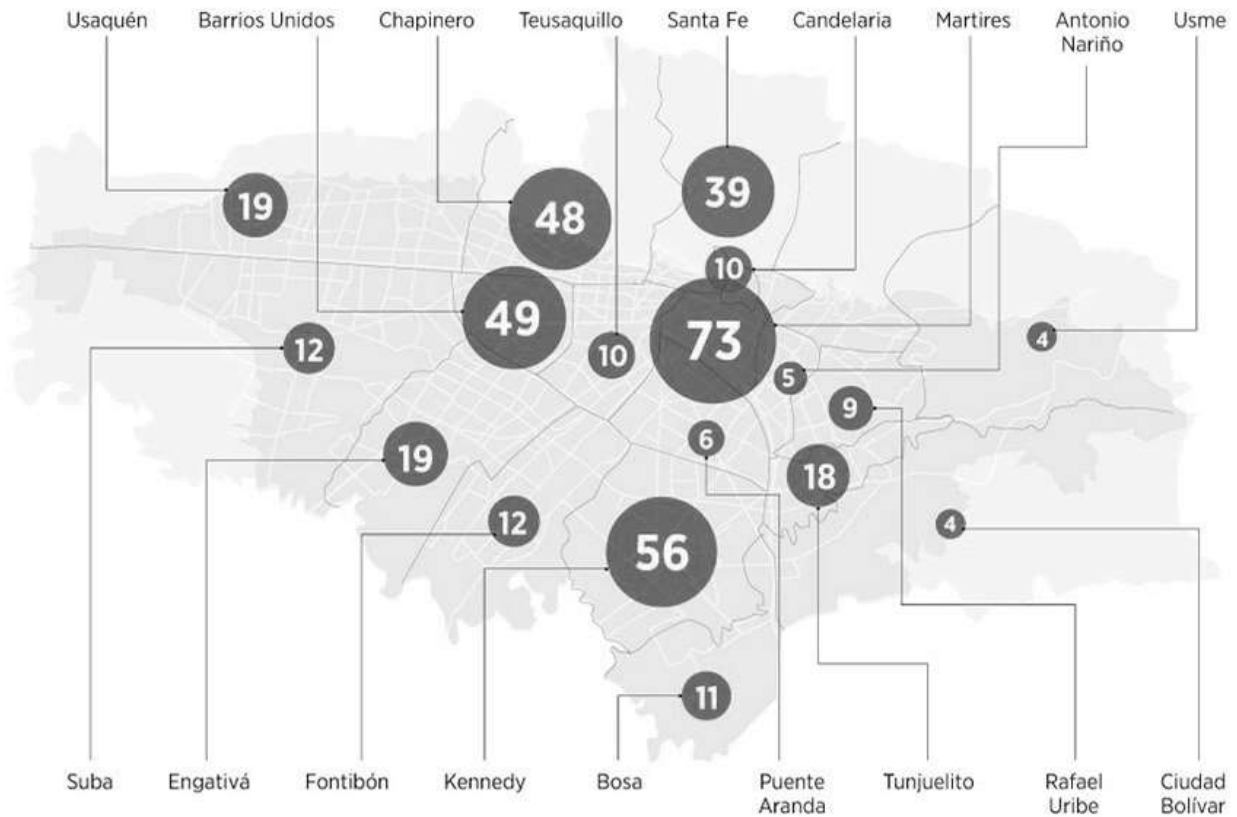 Usaquén
Barrios Unidos
Chapinero
Teusaquillo
Santa Fe
Candelaria
Martires
Antonio
Nariño
Usme
19
48
39
10
49
73
4
12
10
5
9
6
19
18
12
56
4
11
Suba
Engativá
Fontibón
Kennedy
Bosa
Puente
Aranda
Tunjuelito
Rafael
Uribe
Ciudad
Bolívar